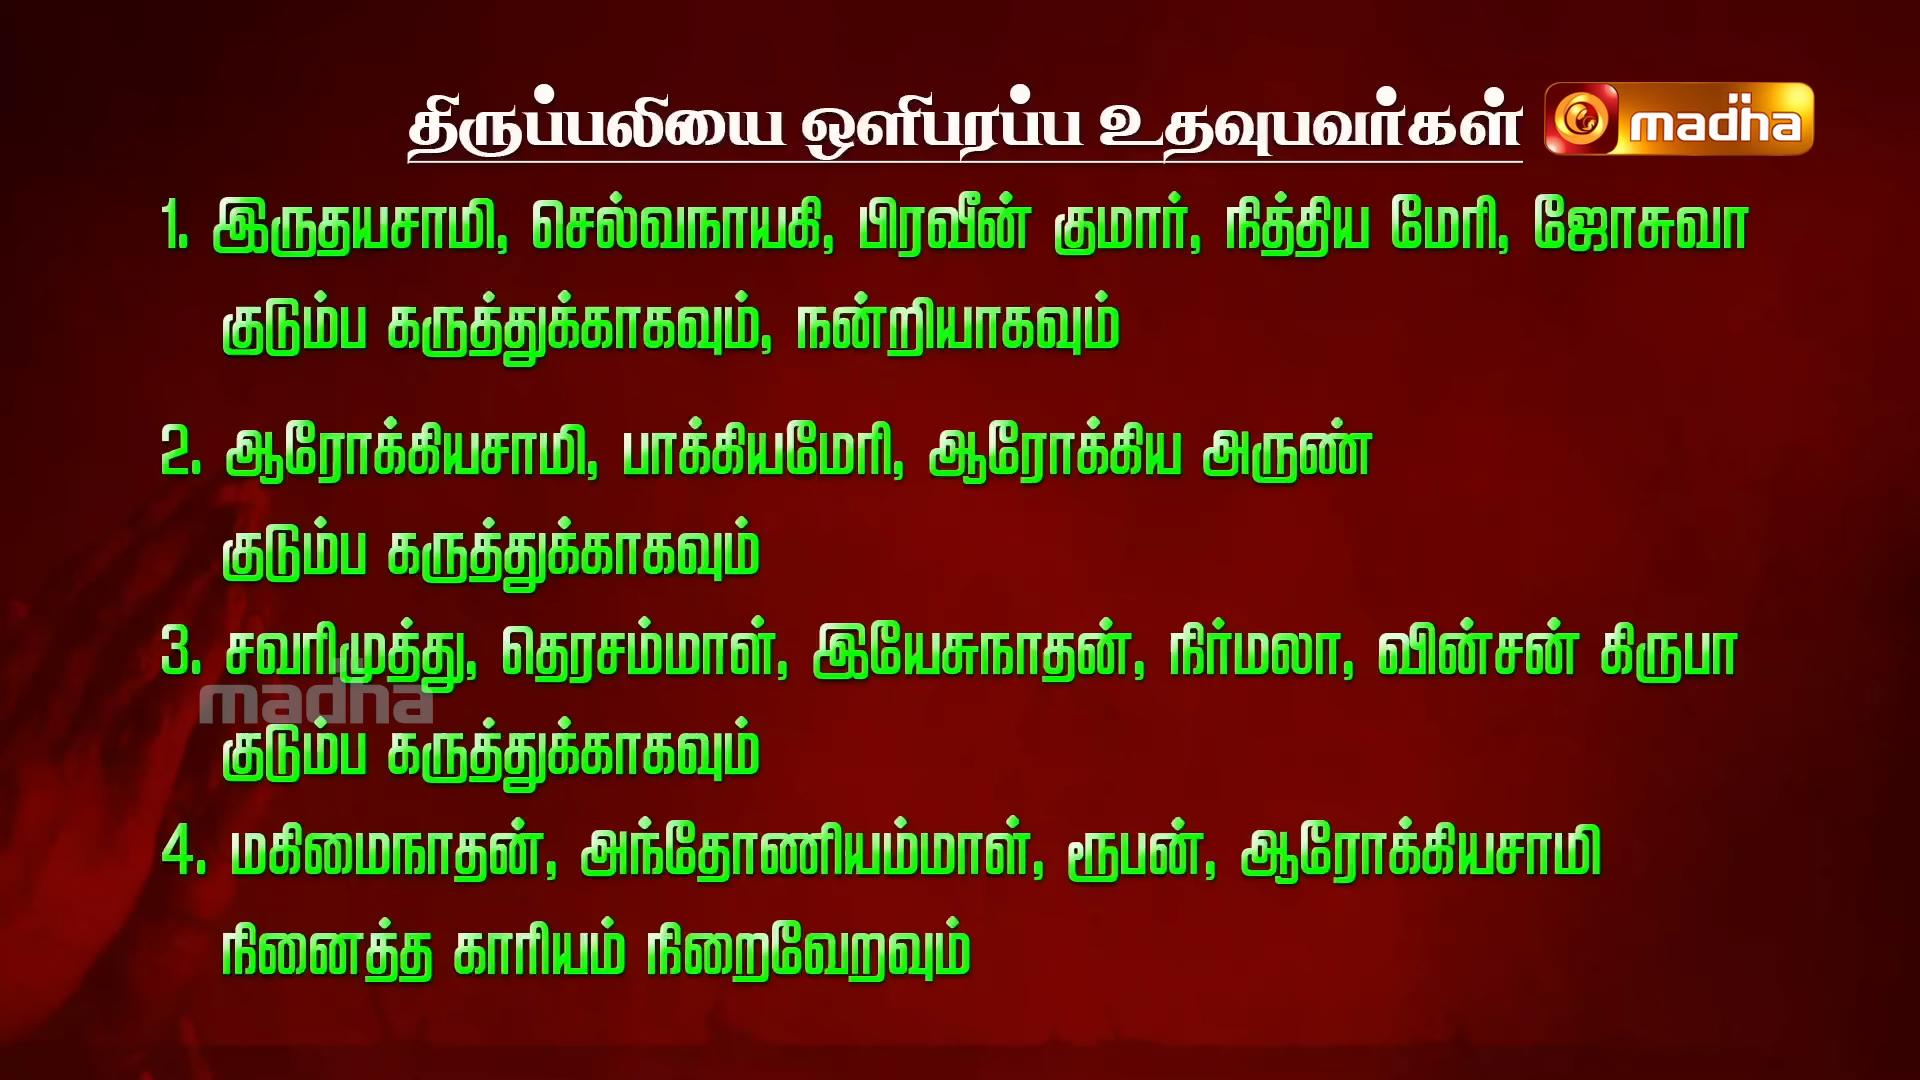 திருப்பலியை ஒளிபரப்ப உதவுபவர்கள்
madha
1. இருதயசாமி, செல்வநாயகி, பிரவீன் குமார், நித்திய மேரி, ஜோசுவா
குடும்ப கருத்துக்காகவும், நன்றியாகவும்
2. ஆரோக்கியசாமி, பாக்கியமேரி, ஆரோக்கிய அருண்
குடும்ப கருத்துக்காகவும்
3. சவரிமுத்து, தெரசம்மாள், இயேசுநாதன், நிர்மலா, வின்சன் கிருபா
madha
குடும்ப கருத்துக்காகவும்
4. மகிமைநாதன், அந்தோணியம்மாள், ரூபன், ஆரோக்கியசாமி
நினைத்த காரியம் நிறைவேறவும்